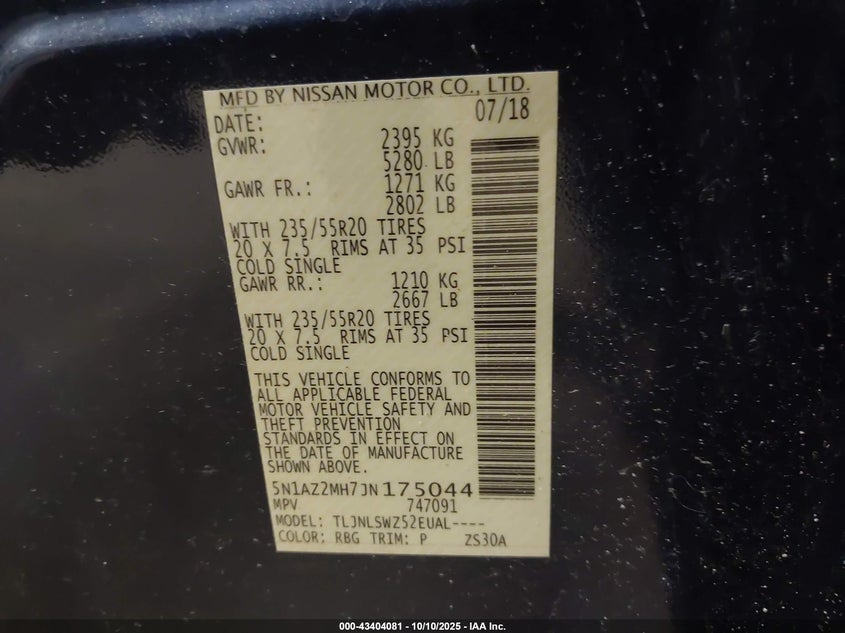 MFD BY NISSAN MOTOR CO., LTD.
DATE: 07/18
GVWR: 2395 KG
5280 LB
GAWR FR.: 1271 KG
2802 LB
WITH 235/55R20 TIRES
20 X 7.5 RIMS AT 35 PSI
COLD SINGLE
GAWR RR.: 1210 KG
2667 LB
WITH 235/55R20 TIRES
20 X 7.5 RIMS AT 35 PSI
COLD SINGLE
THIS VEHICLE CONFORMS TO
ALL APPLICABLE FEDERAL
MOTOR VEHICLE SAFETY AND
THEFT PREVENTION
STANDARDS IN EFFECT ON
THE DATE OF MANUFACTURE
SHOWN ABOVE.
5N1AZ2MH7JN175044
MPV 747091
MODEL: TLJNLSWZ52EUAL----
COLOR: RBG TRIM: P ZS30A
000-43404081 - 10/10/2025 - IAA Inc.